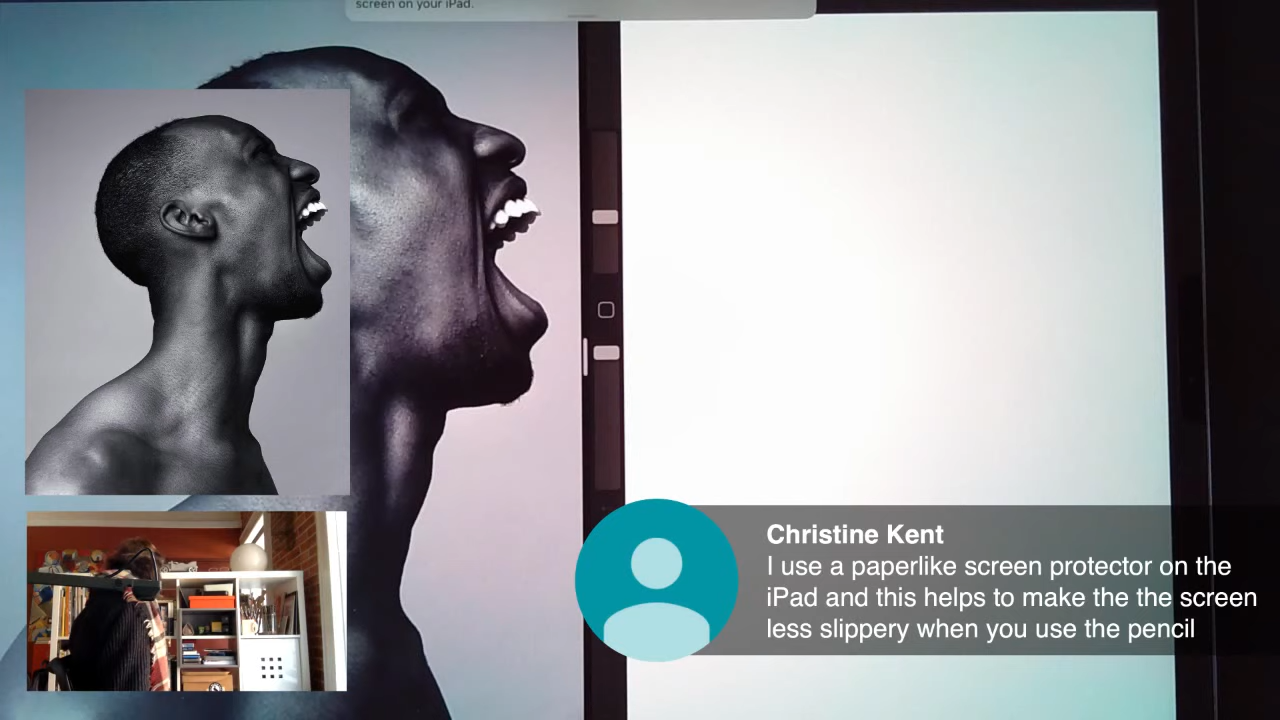 screen on your iPad.
Christine Kent
I use a paperlike screen protector on the
iPad and this helps to make the the screen
less slippery when you use the pencil